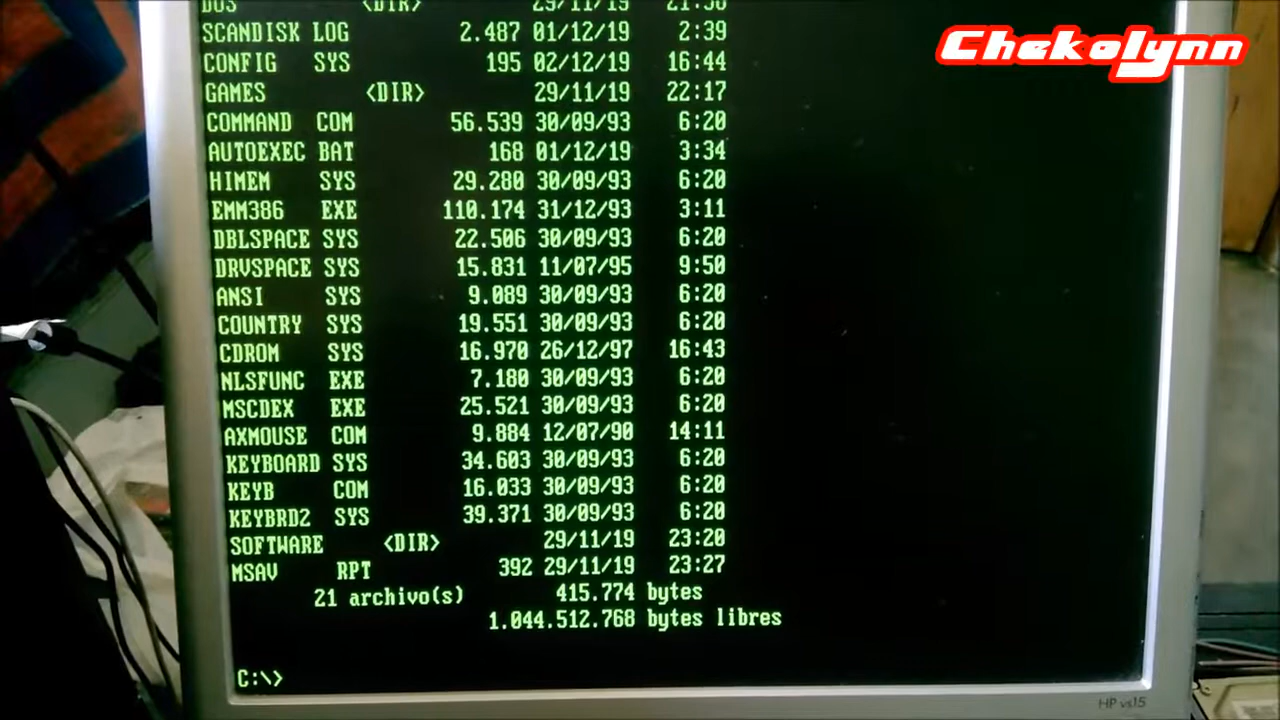 DOS <DIR> 29/11/19 21:56
SCANDISK LOG 2.487 01/12/19 2:39
CONFIG SYS 195 02/12/19 16:44
GAMES <DIR> 29/11/19 22:17
COMMAND COM 56.539 30/09/93 6:20
AUTOEXEC BAT 168 01/12/19 3:34
HIMEM SYS 29.280 30/09/93 6:20
EMM386 EXE 110.174 31/12/93 3:11
DBLSPACE SYS 22.506 30/09/93 6:20
DRVSPACE SYS 15.831 11/07/95 9:50
ANSI SYS 9.089 30/09/93 6:20
COUNTRY SYS 19.551 30/09/93 6:20
CDROM SYS 16.970 26/12/97 16:43
NLSFUNC EXE 7.180 30/09/93 6:20
MSCDEX EXE 25.521 30/09/93 6:20
AXMOUSE COM 9.884 12/07/90 14:11
KEYBOARD SYS 34.603 30/09/93 6:20
KEYB COM 16.033 30/09/93 6:20
KEYBRD2 SYS 39.371 30/09/93 6:20
SOFTWARE <DIR> 29/11/19 23:20
MSAV RPT 392 29/11/19 23:27
21 archivo(s) 415.774 bytes
1.044.512.768 bytes libres
C:\>
Chekolynn
HP vs15